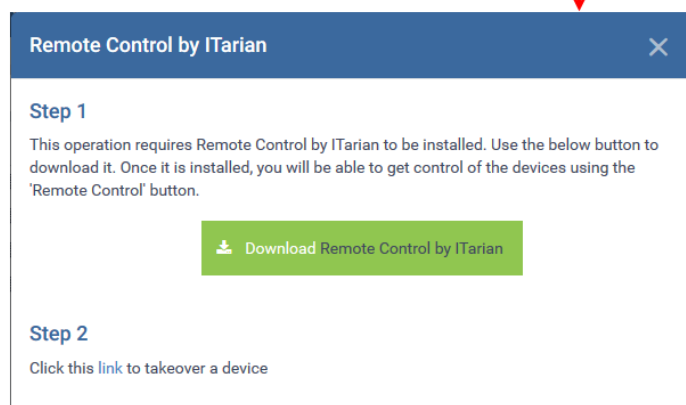 Remote Control by ITarian
Step 1
This operation requires Remote Control by ITarian to be installed. Use the below button to
download it. Once it is installed, you will be able to get control of the devices using the
'Remote Control' button.
Download Remote Control by ITarian
Step 2
Click this link to takeover a device